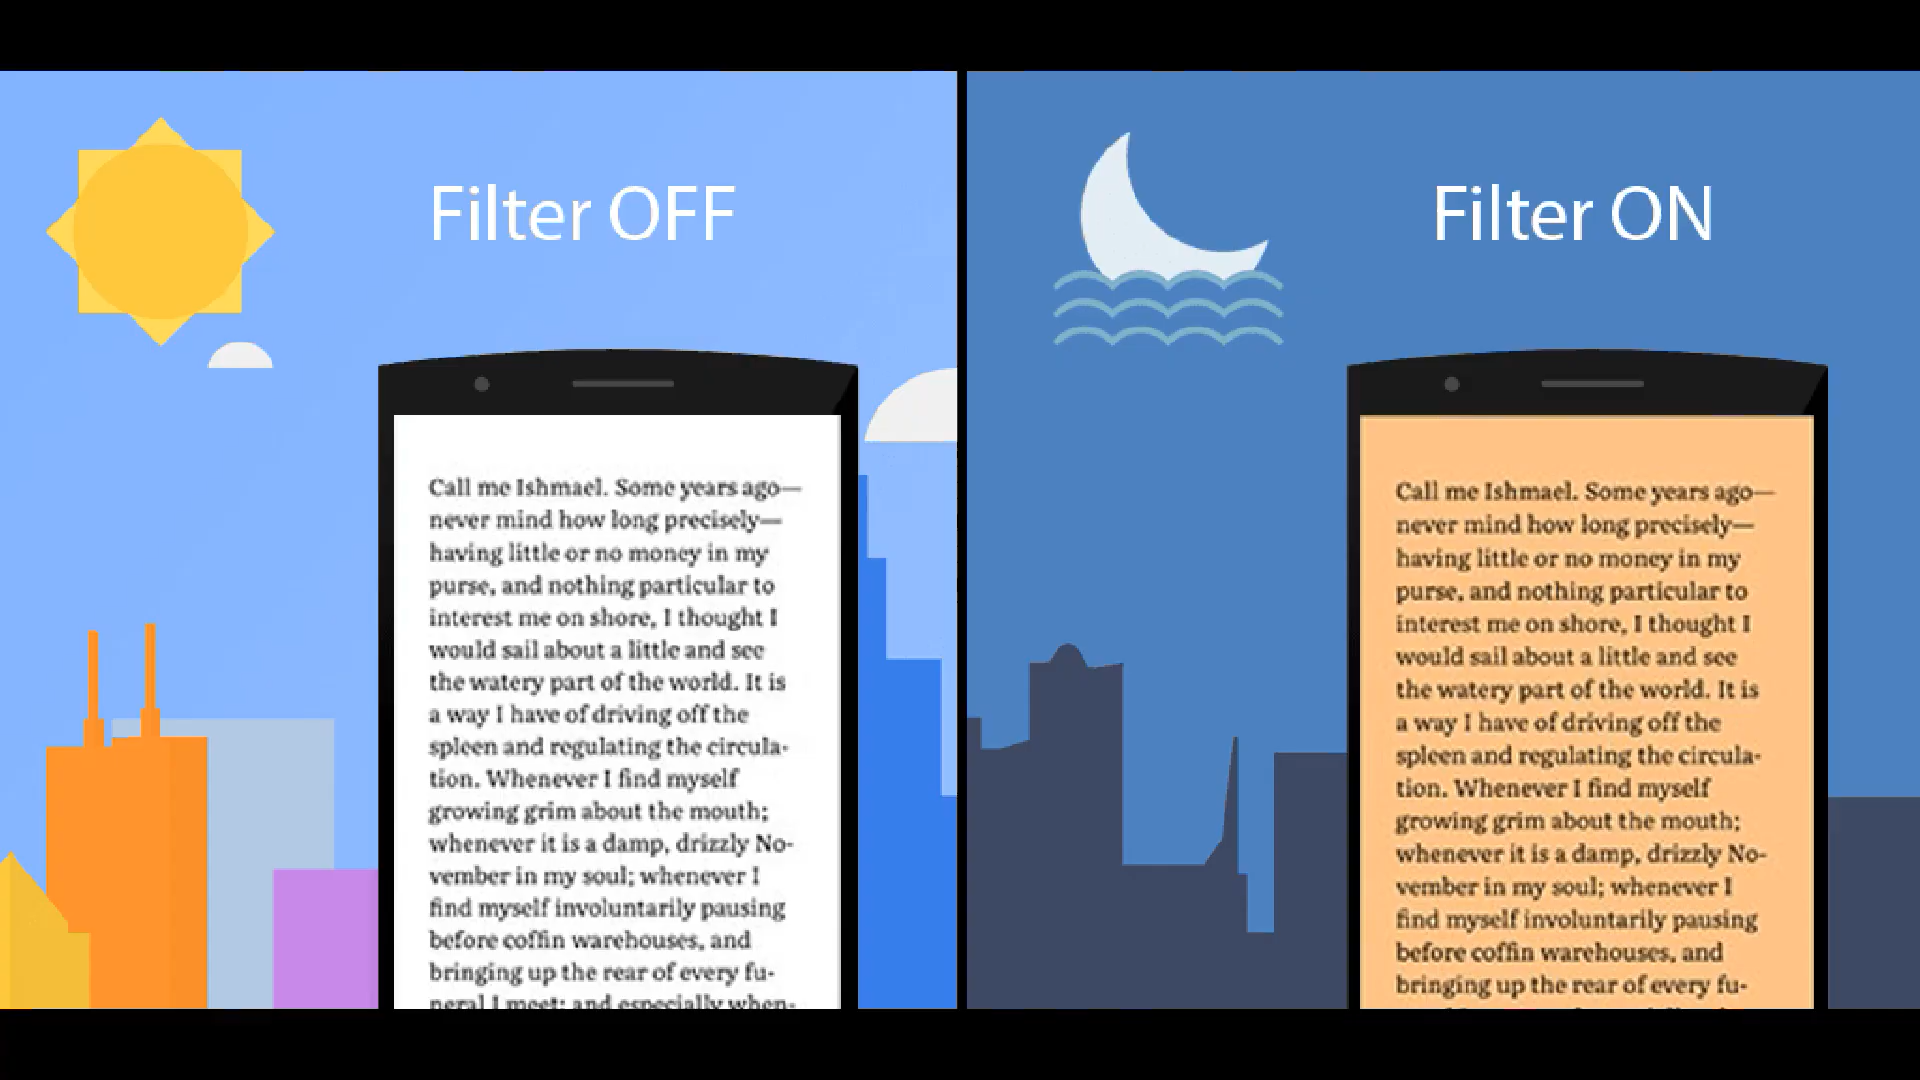 Filter OFF
Call me Ishmael. Some years ago—
never mind how long precisely—
having little or no money in my
purse, and nothing particular to
interest me on shore, I thought I
would sail about a little and see
the watery part of the world. It is
a way I have of driving off the
spleen and regulating the circula-
tion. Whenever I find myself
growing grim about the mouth;
whenever it is a damp, drizzly No-
vember in my soul; whenever I
find myself involuntarily pausing
before coffin warehouses, and
bringing up the rear of every fu-
neral I meet; and especially when-
Filter ON
Call me Ishmael. Some years ago—
never mind how long precisely—
having little or no money in my
purse, and nothing particular to
interest me on shore, I thought I
would sail about a little and see
the watery part of the world. It is
a way I have of driving off the
spleen and regulating the circula-
tion. Whenever I find myself
growing grim about the mouth;
whenever it is a damp, drizzly No-
vember in my soul; whenever I
find myself involuntarily pausing
before coffin warehouses, and
bringing up the rear of every fu-